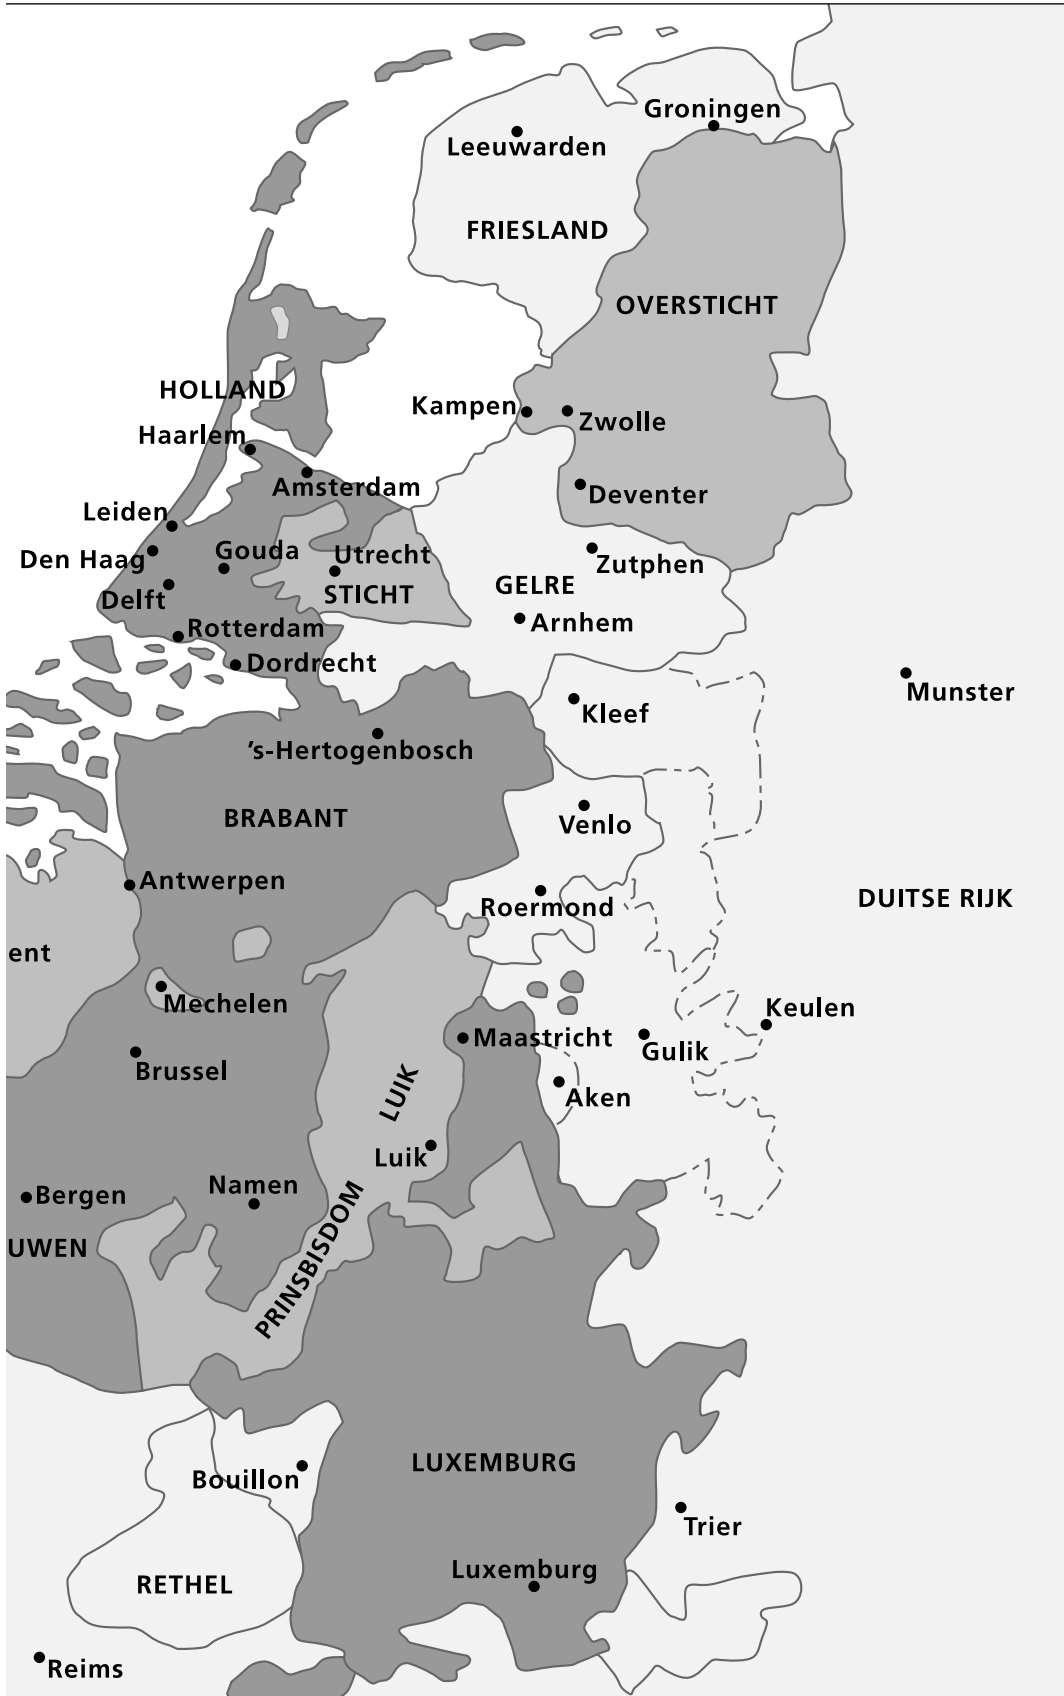 Groningen
Leeuwarden
FRIESLAND
OVERSTICHT
HOLLAND
Kampen
Zwolle
Haarlem
Amsterdam
Deventer
Leiden
Den Haag
Gouda
Utrecht
Zutphen
STICHT
GELRE
Delft
Arnhem
Rotterdam
Dordrecht
Munster
Kleef
's-Hertogenbosch
BRABANT
Venlo
Antwerpen
Roermond
DUITSE RIJK
ent
Mechelen
Keulen
Maastricht
Gulik
Brussel
LUIK
Aken
Luik
Namen
Bergen
PRINSBISDOM
UWEN
LUXEMBURG
Bouillon
Trier
Luxemburg
RETHEL
Reims